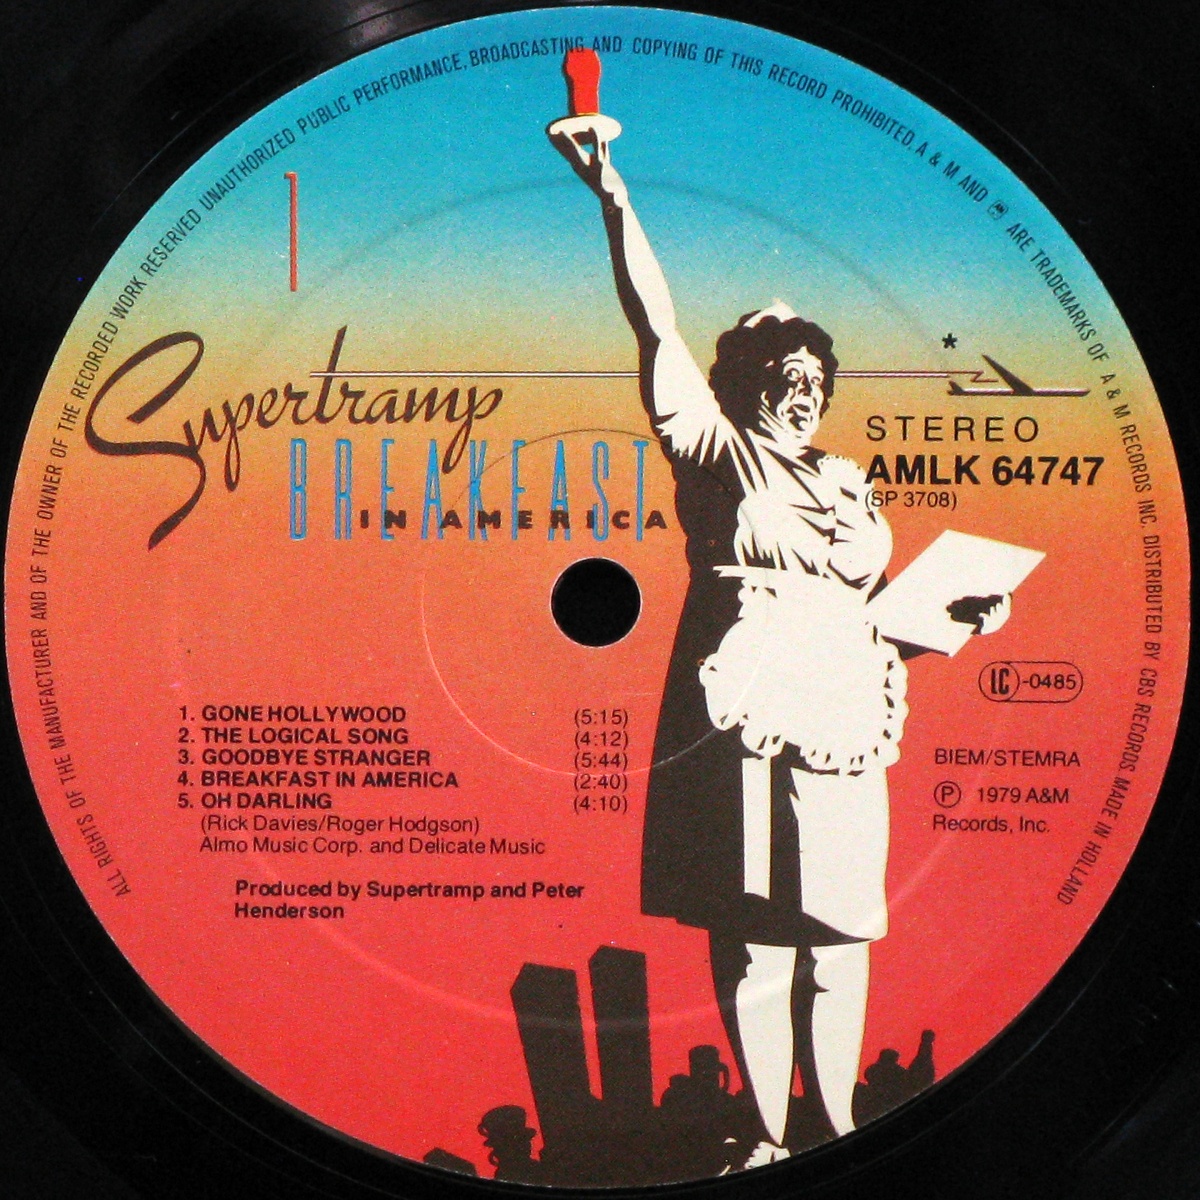 ALL RIGHTS OF THE MANUFACTURER AND OF THE OWNER OF THE RECORDED WORK RESERVED UNAUTHORIZED PUBLIC PERFORMANCE, BROADCASTING AND COPYING OF THIS RECORD PROHIBITED. A & M AND AM ARE TRADEMARKS OF A & M RECORDS INC. DISTRIBUTED BY CBS RECORDS MADE IN HOLLAND
1
Supertramp
BREAKFAST
IN AMERICA
*
STEREO
AMLK 64747
(SP 3708)
LC-0485
1. GONE HOLLYWOOD (5:15)
2. THE LOGICAL SONG (4:12)
3. GOODBYE STRANGER (5:44)
4. BREAKFAST IN AMERICA (2:40)
5. OH DARLING (4:10)
(Rick Davies/Roger Hodgson)
Almo Music Corp. and Delicate Music
Produced by Supertramp and Peter
Henderson
BIEM/STEMRA
℗ 1979 A&M
Records, Inc.